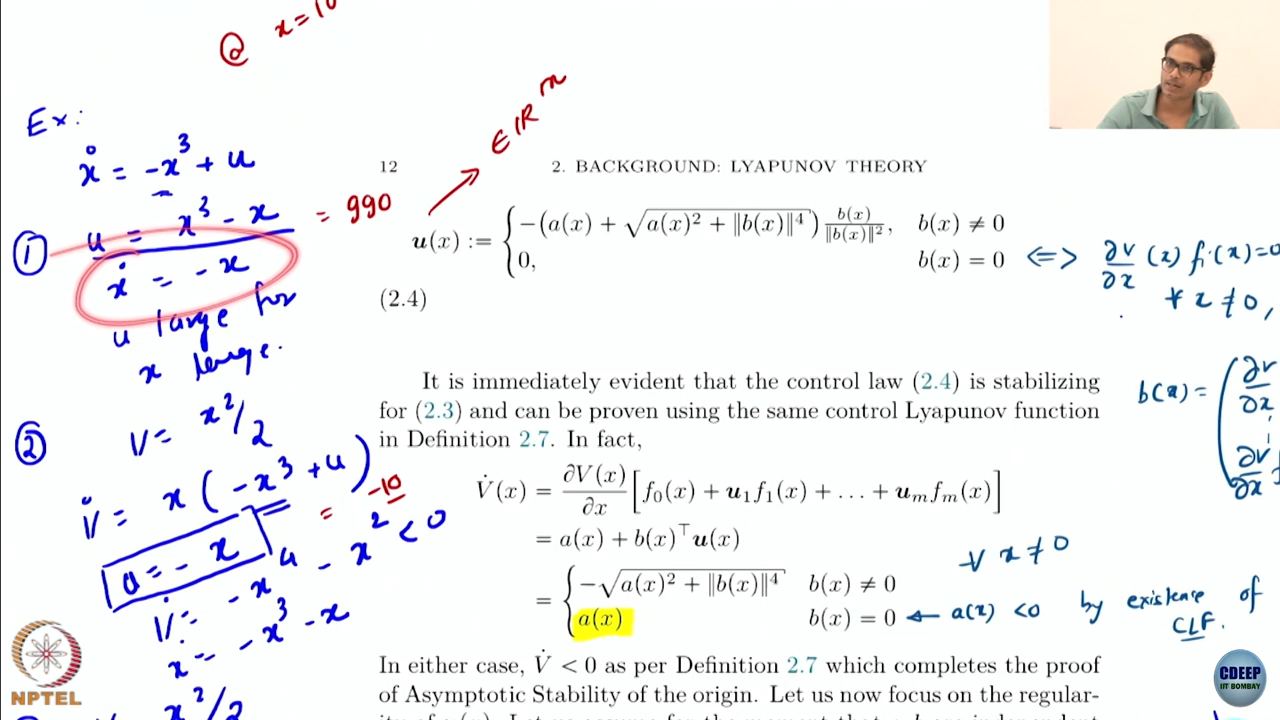 @ x=10
Ex:
ẋ = -x³ + u
① u = x³ - x = 990
ẋ = - x
u large for
x large.
② V = x²/2
V̇ = x ( -x³ + u )
u = - x = -10
V̇ = - x⁴ - x² < 0
ẋ = - x³ - x
x²/2
∈ ℝᵐ
12 2. BACKGROUND: LYAPUNOV THEORY
u(x) := { -(a(x) + √(a(x)² + ‖b(x)‖⁴)) b(x)/‖b(x)‖², b(x) ≠ 0
0, b(x) = 0 <=> ∂V/∂x (x) fᵢ(x)=0
∀ x ≠ 0,
(2.4)
b(x) = ( ∂V/∂x
∂V/∂x
It is immediately evident that the control law (2.4) is stabilizing
for (2.3) and can be proven using the same control Lyapunov function
in Definition 2.7. In fact,
V̇(x) = ∂V(x)/∂x [f₀(x) + u₁f₁(x) + … + uₘfₘ(x)]
= a(x) + b(x)ᵀu(x)
∀ x ≠ 0
= { -√(a(x)² + ‖b(x)‖⁴) b(x) ≠ 0
a(x) b(x) = 0 ← a(x) < 0 by existence of
CLF.
In either case, V̇ < 0 as per Definition 2.7 which completes the proof
of Asymptotic Stability of the origin. Let us now focus on the regular-
NPTEL
CDEEP
IIT BOMBAY